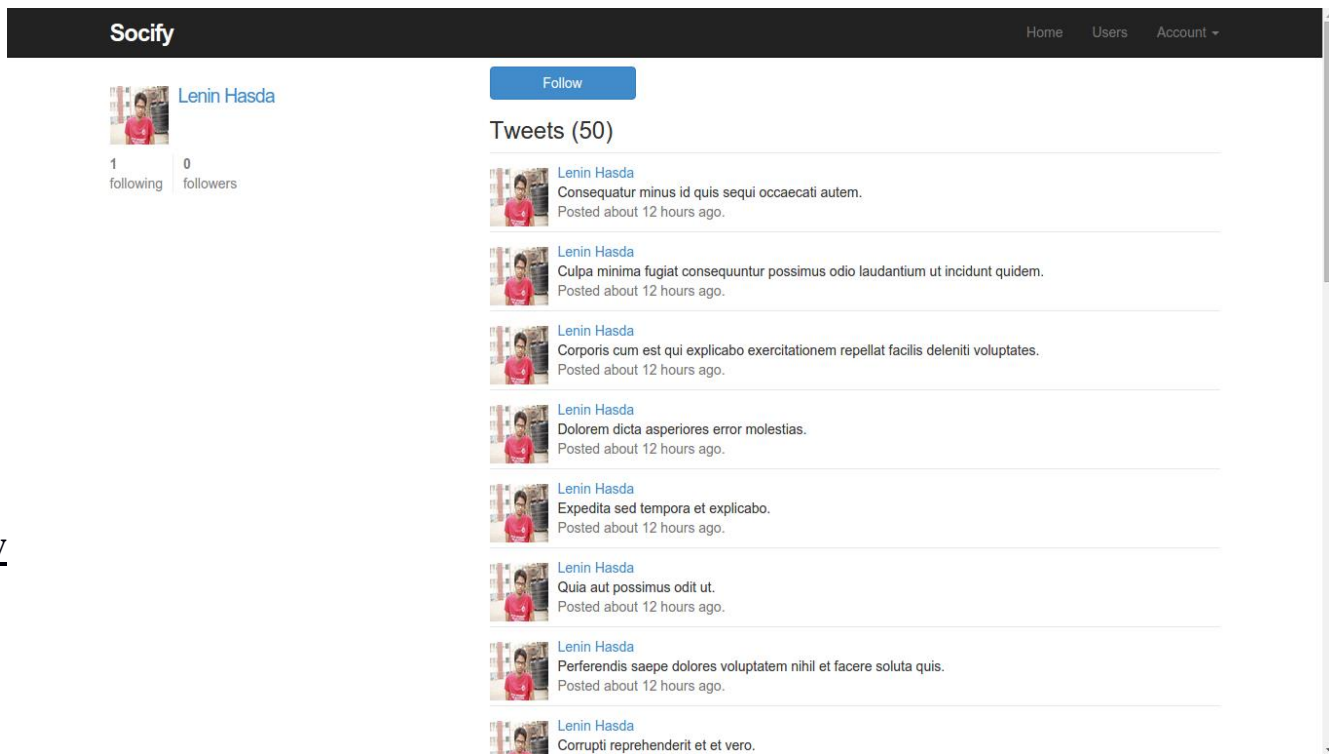 Socify
Home Users Account
Lenin Hasda
1 0
following followers
Follow
Tweets (50)
Lenin Hasda
Consequatur minus id quis sequi occaecati autem.
Posted about 12 hours ago.
Lenin Hasda
Culpa minima fugiat consequuntur possimus odio laudantium ut incidunt quidem.
Posted about 12 hours ago.
Lenin Hasda
Corporis cum est qui explicabo exercitationem repellat facilis deleniti voluptates.
Posted about 12 hours ago.
Lenin Hasda
Dolorem dicta asperiores error molestias.
Posted about 12 hours ago.
Lenin Hasda
Expedita sed tempora et explicabo.
Posted about 12 hours ago.
Lenin Hasda
Quia aut possimus odit ut.
Posted about 12 hours ago.
Lenin Hasda
Perferendis saepe dolores voluptatem nihil et facere soluta quis.
Posted about 12 hours ago.
Lenin Hasda
Corrupti reprehenderit et et vero.